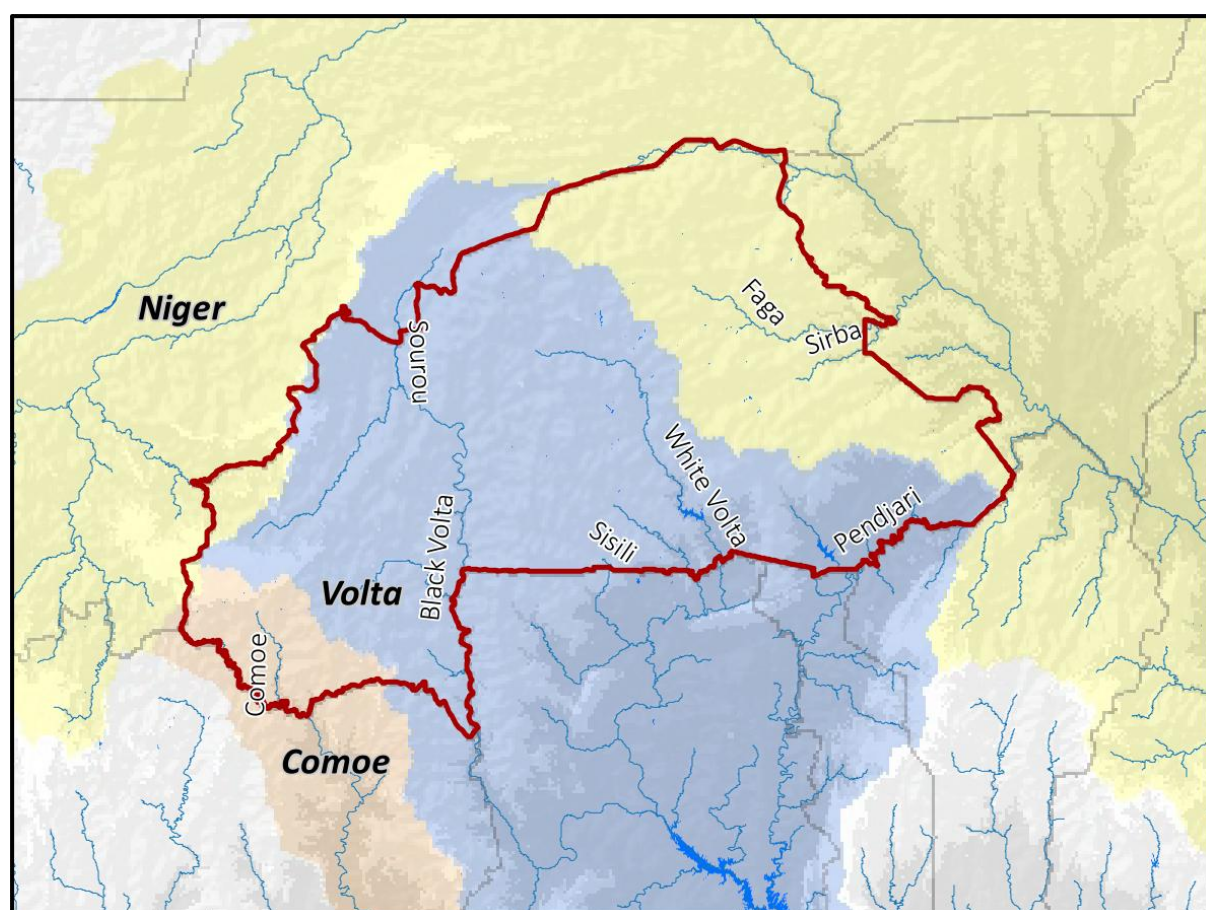 Niger
Faga
Sirba
Sourou
White Volta
Black Volta
Sisili
Pendjari
Volta
Comoe
Comoe